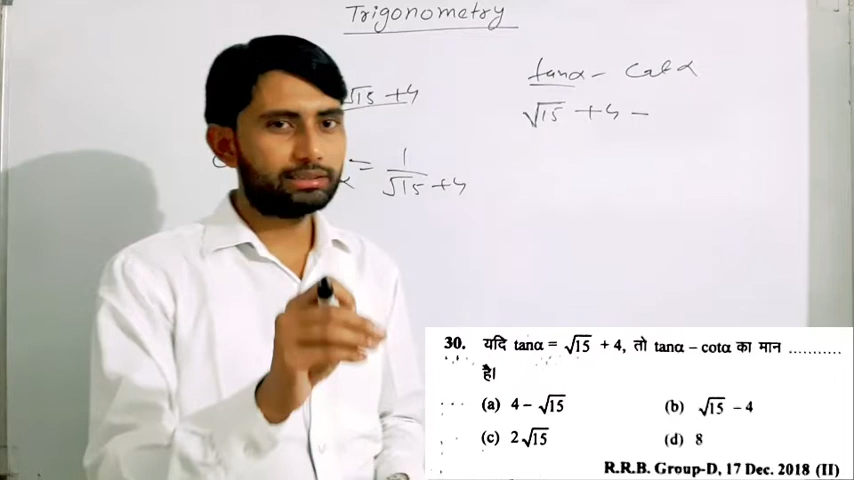 Trigonometry
√15 + 4
tanα - cotα
√15 + 4 -
= 1/(√15 + 4)
30. यदि tanα = √15 + 4, तो tanα – cotα का मान ............
है।
(a) 4 – √15 (b) √15 – 4
(c) 2√15 (d) 8
R.R.B. Group-D, 17 Dec. 2018 (II)